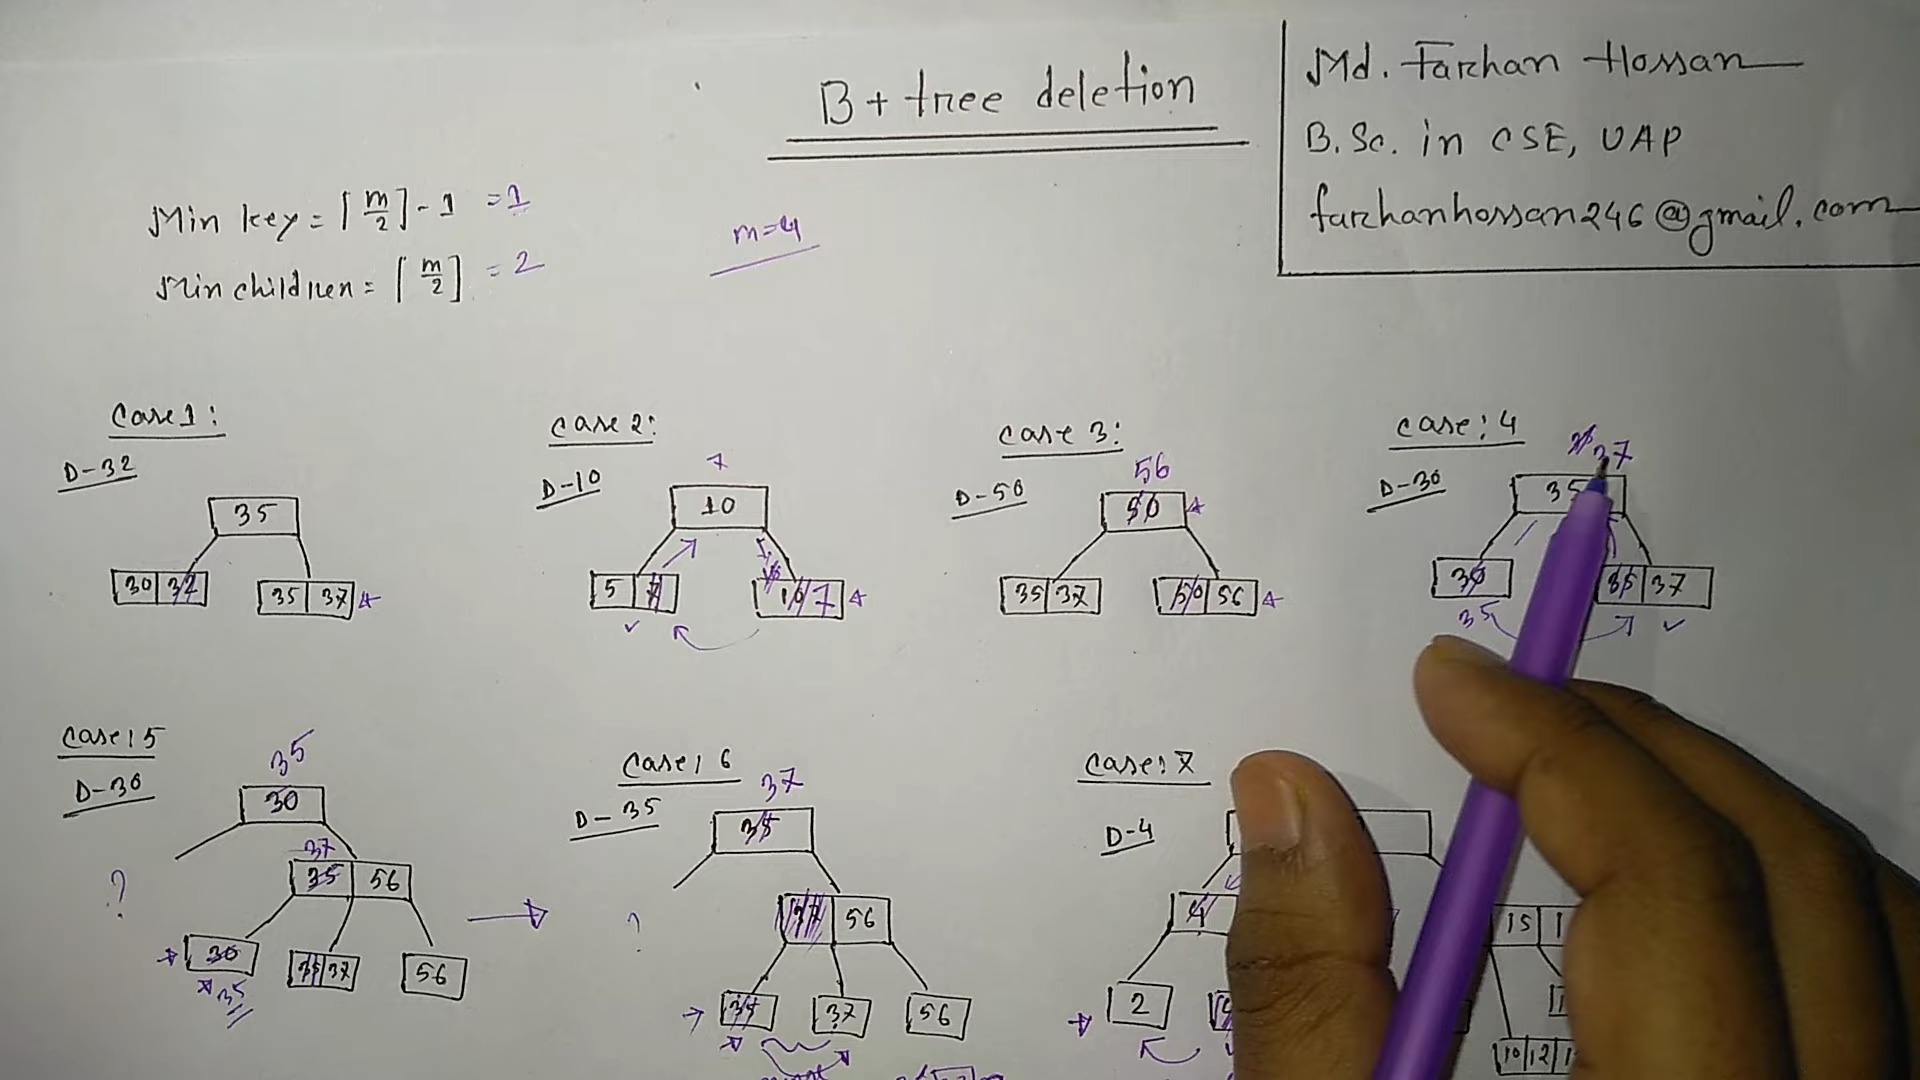 B+ tree deletion
Md. Farhan Hossan
B.Sc. in CSE, UAP
farhanhossan246@gmail.com
Min key = ⌈m/2⌉ - 1 = 1
Min children = ⌈m/2⌉ = 2
m=4
Case 1:
D-32
35
30 32
35 37
Case 2:
D-10
7
10
5 7
10 7
Case 3:
D-50
56
50
35 37
50 56
Case: 4
D-30
37
35
30
35 37
35
Case: 5
D-30
35
30
37
35 56
30
35 37
56
35
Case: 6
D-35
37
35
37 56
35
37
56
Case: 7
D-4
4
15
2
10 12